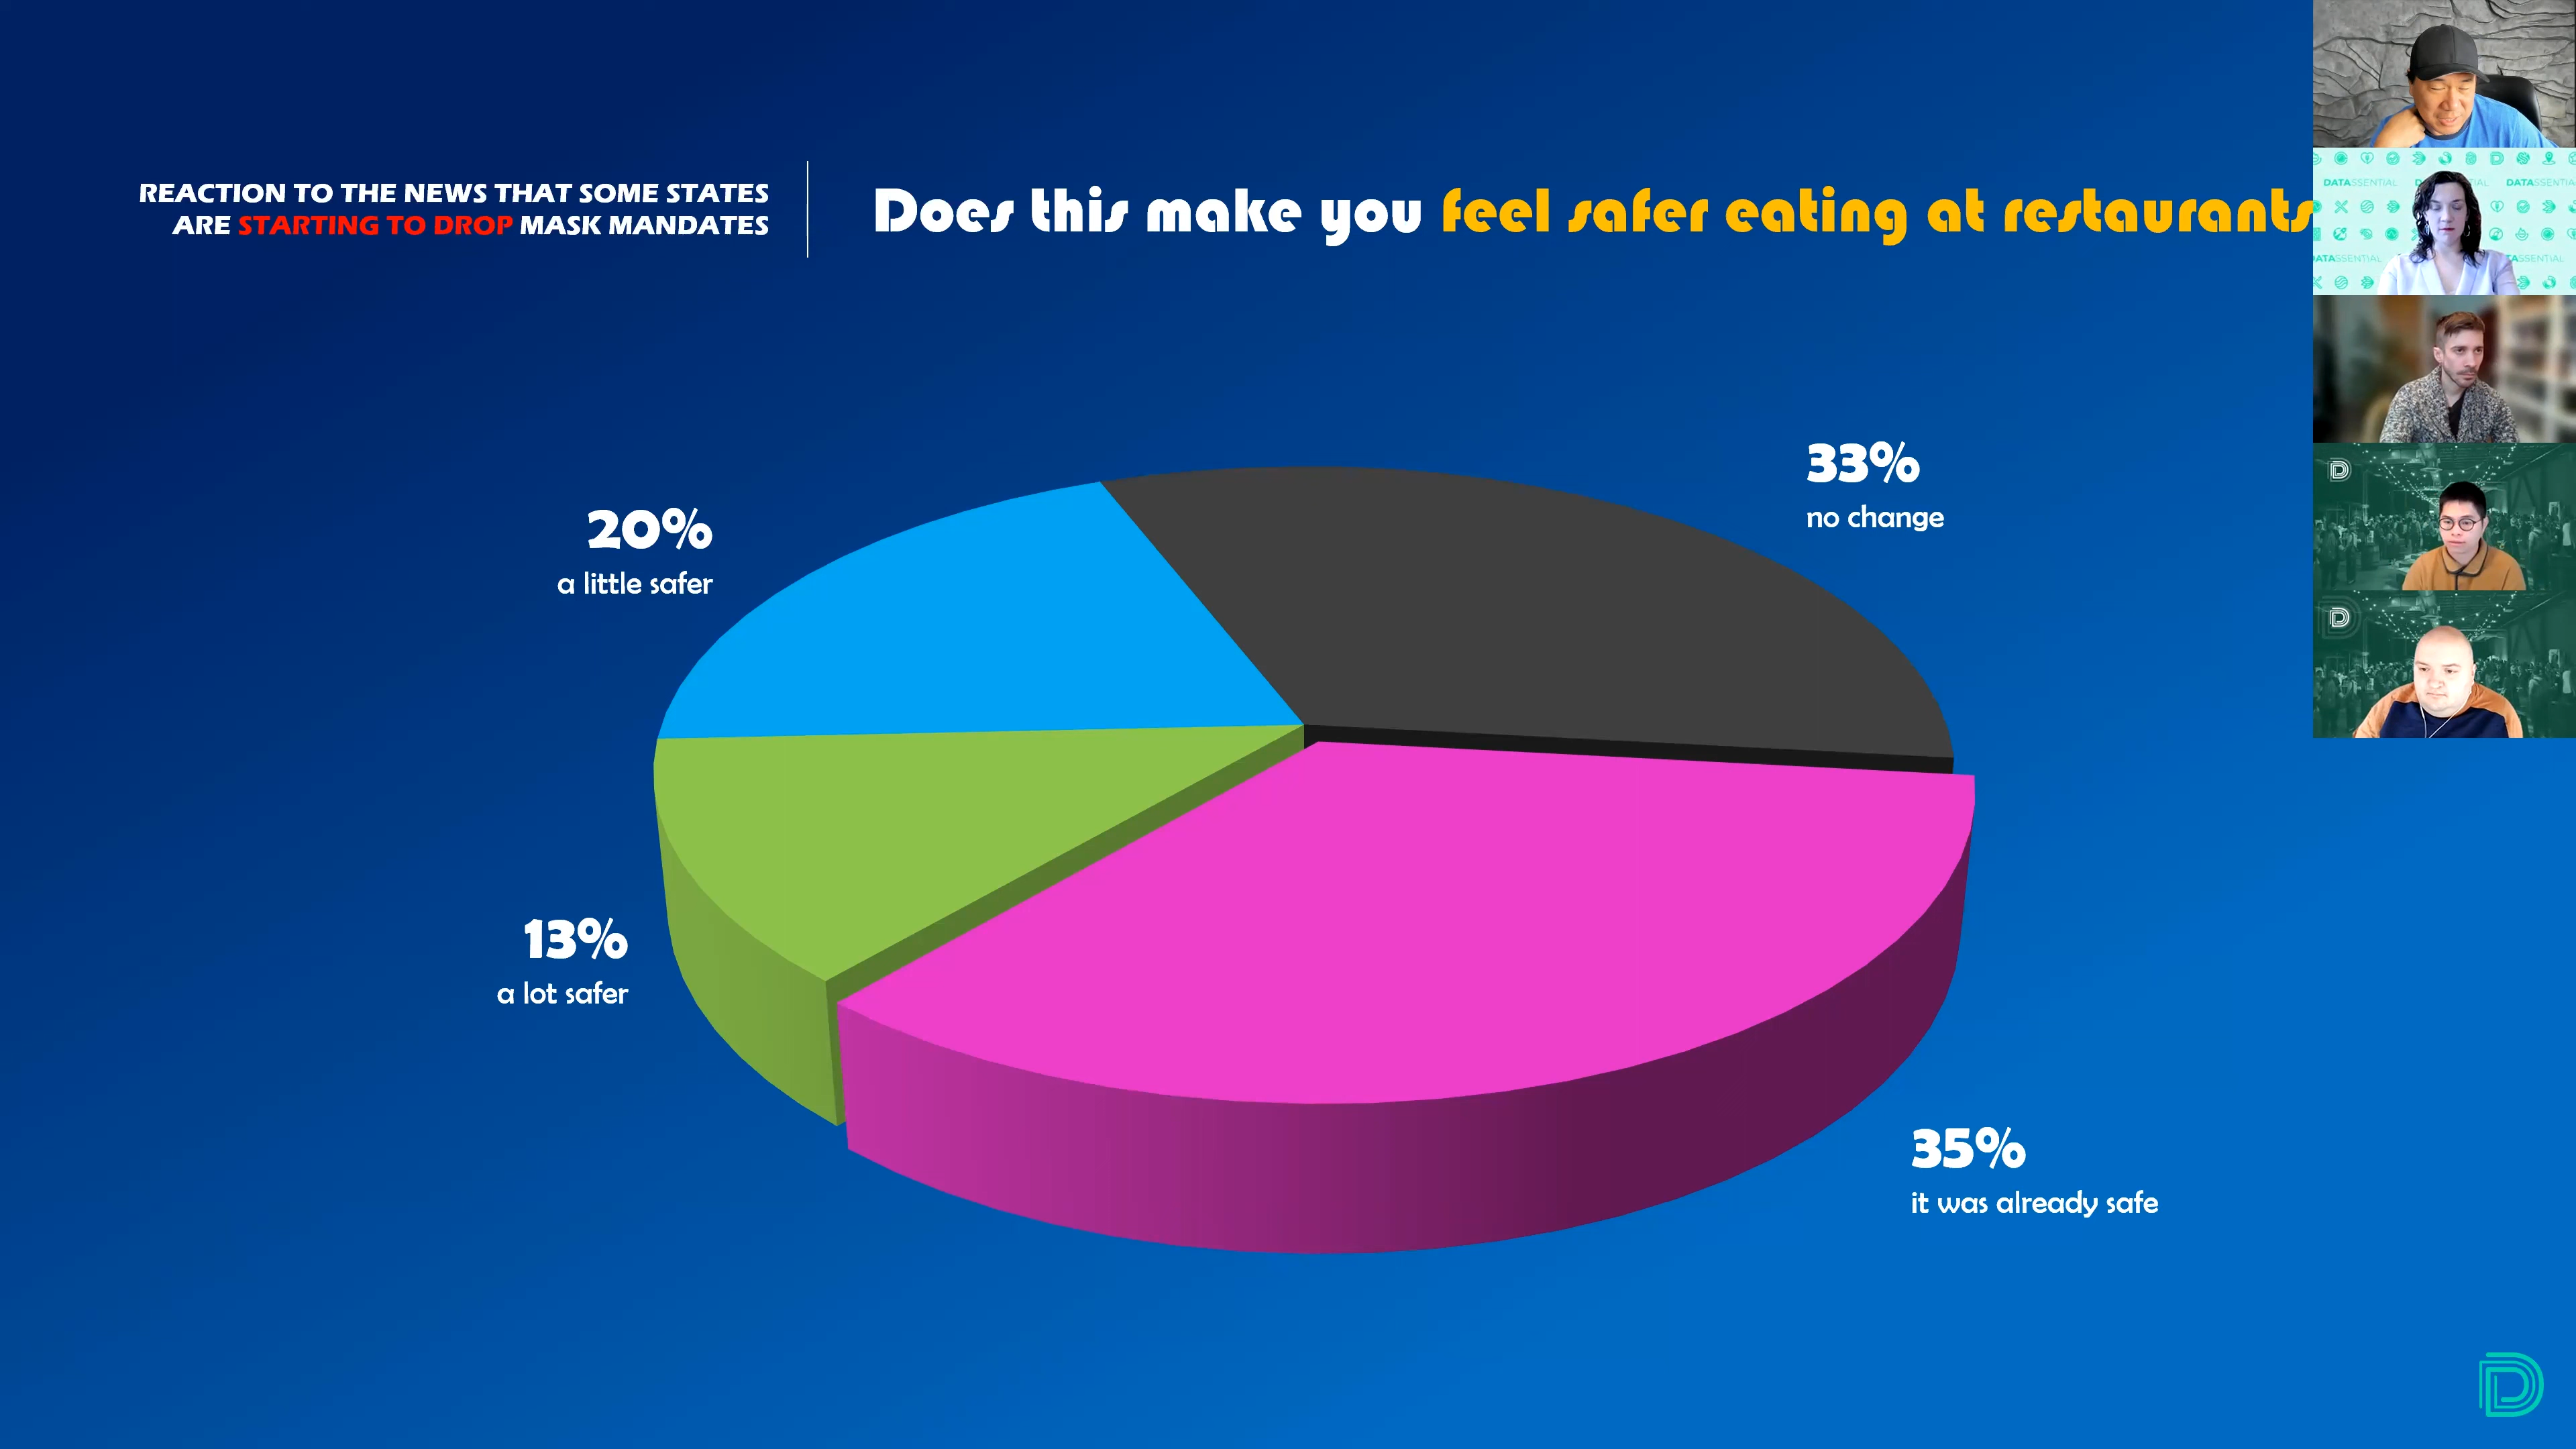 REACTION TO THE NEWS THAT SOME STATES
ARE STARTING TO DROP MASK MANDATES
Does this make you feel safer eating at restaurants
33%
no change
20%
a little safer
13%
a lot safer
35%
it was already safe
DATASSENTIAL
DATASSENTIAL